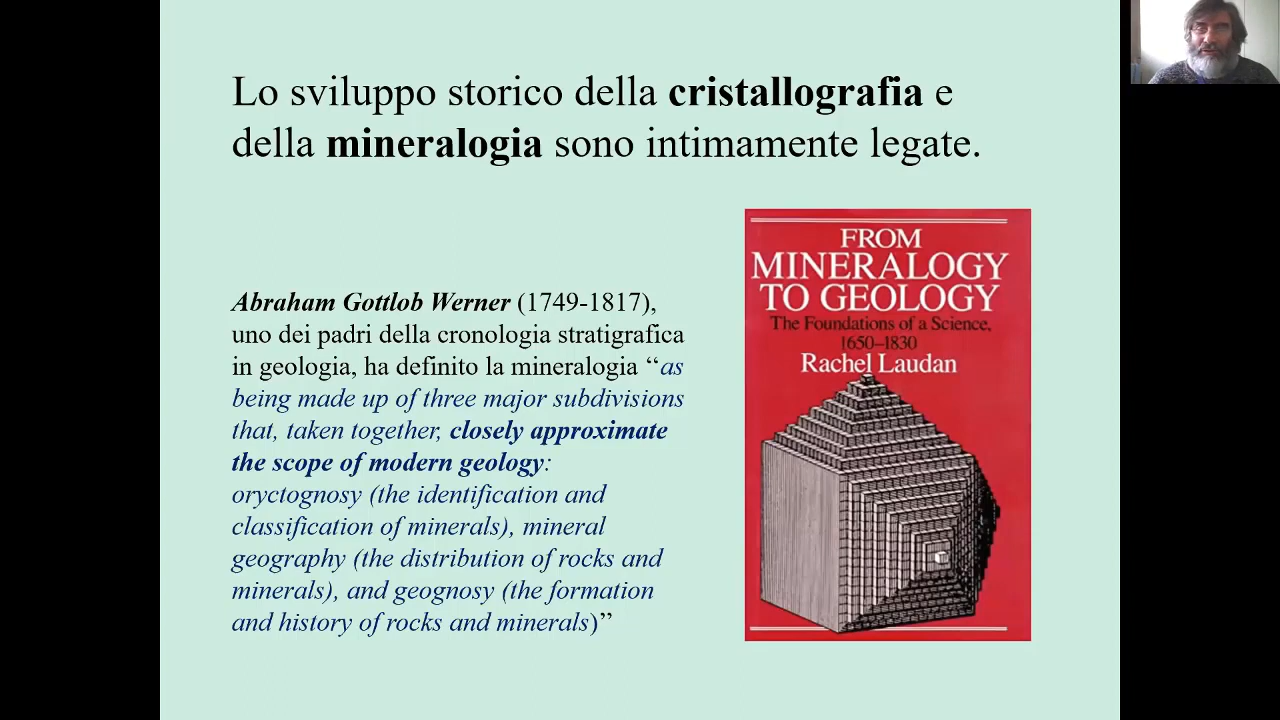 Lo sviluppo storico della cristallografia e
della mineralogia sono intimamente legate.
Abraham Gottlob Werner (1749-1817),
uno dei padri della cronologia stratigrafica
in geologia, ha definito la mineralogia “as
being made up of three major subdivisions
that, taken together, closely approximate
the scope of modern geology:
oryctognosy (the identification and
classification of minerals), mineral
geography (the distribution of rocks and
minerals), and geognosy (the formation
and history of rocks and minerals)”
FROM
MINERALOGY
TO GEOLOGY
The Foundations of a Science,
1650–1830
Rachel Laudan